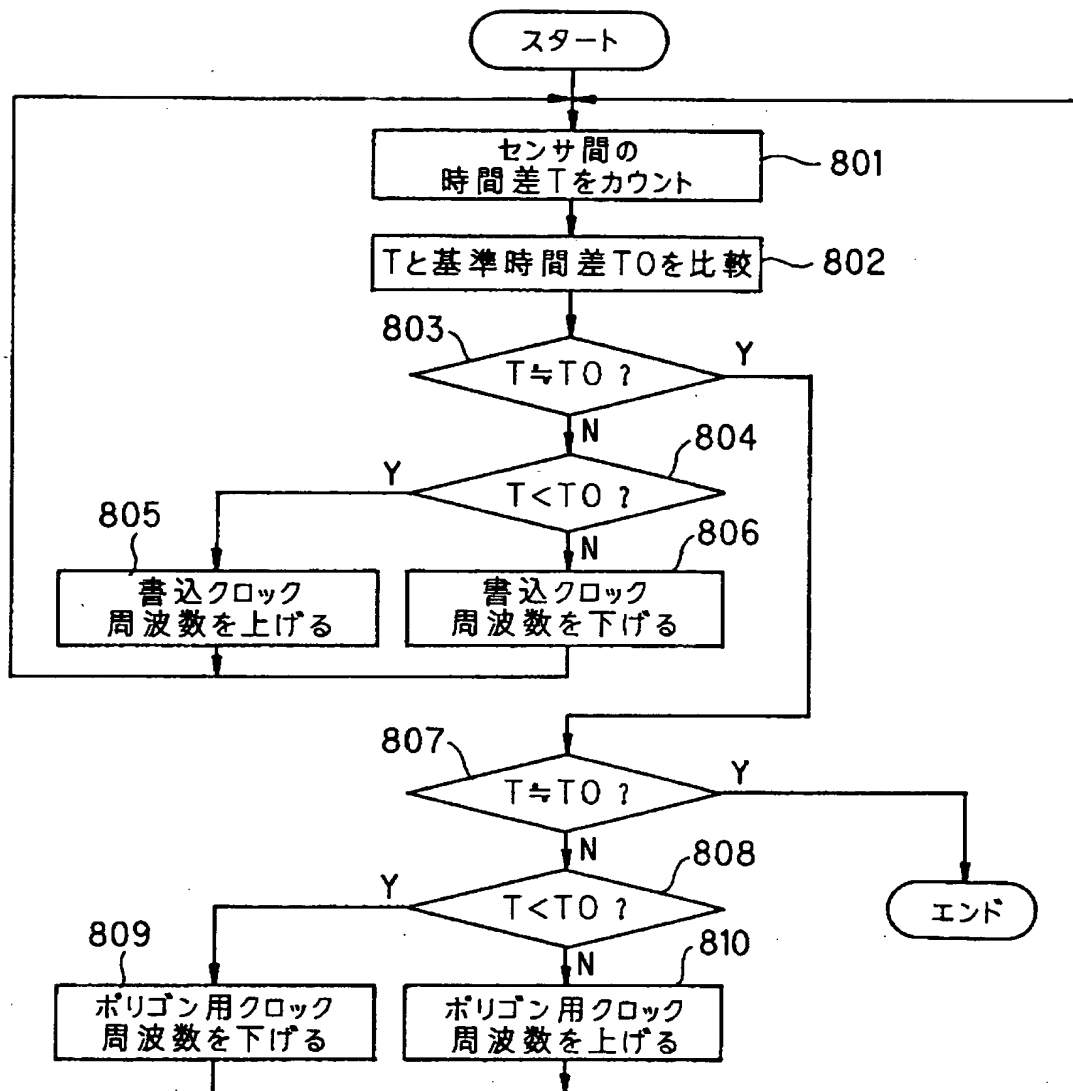 スタート
センサ間の
時間差Tをカウント
801
Tと基準時間差T0を比較
802
803
T≒T0?
Y
N
804
T<T0?
Y
N
805
書込クロック
周波数を上げる
806
書込クロック
周波数を下げる
807
T≒T0?
Y
N
808
T<T0?
Y
N
エンド
809
ポリゴン用クロック
周波数を下げる
810
ポリゴン用クロック
周波数を上げる